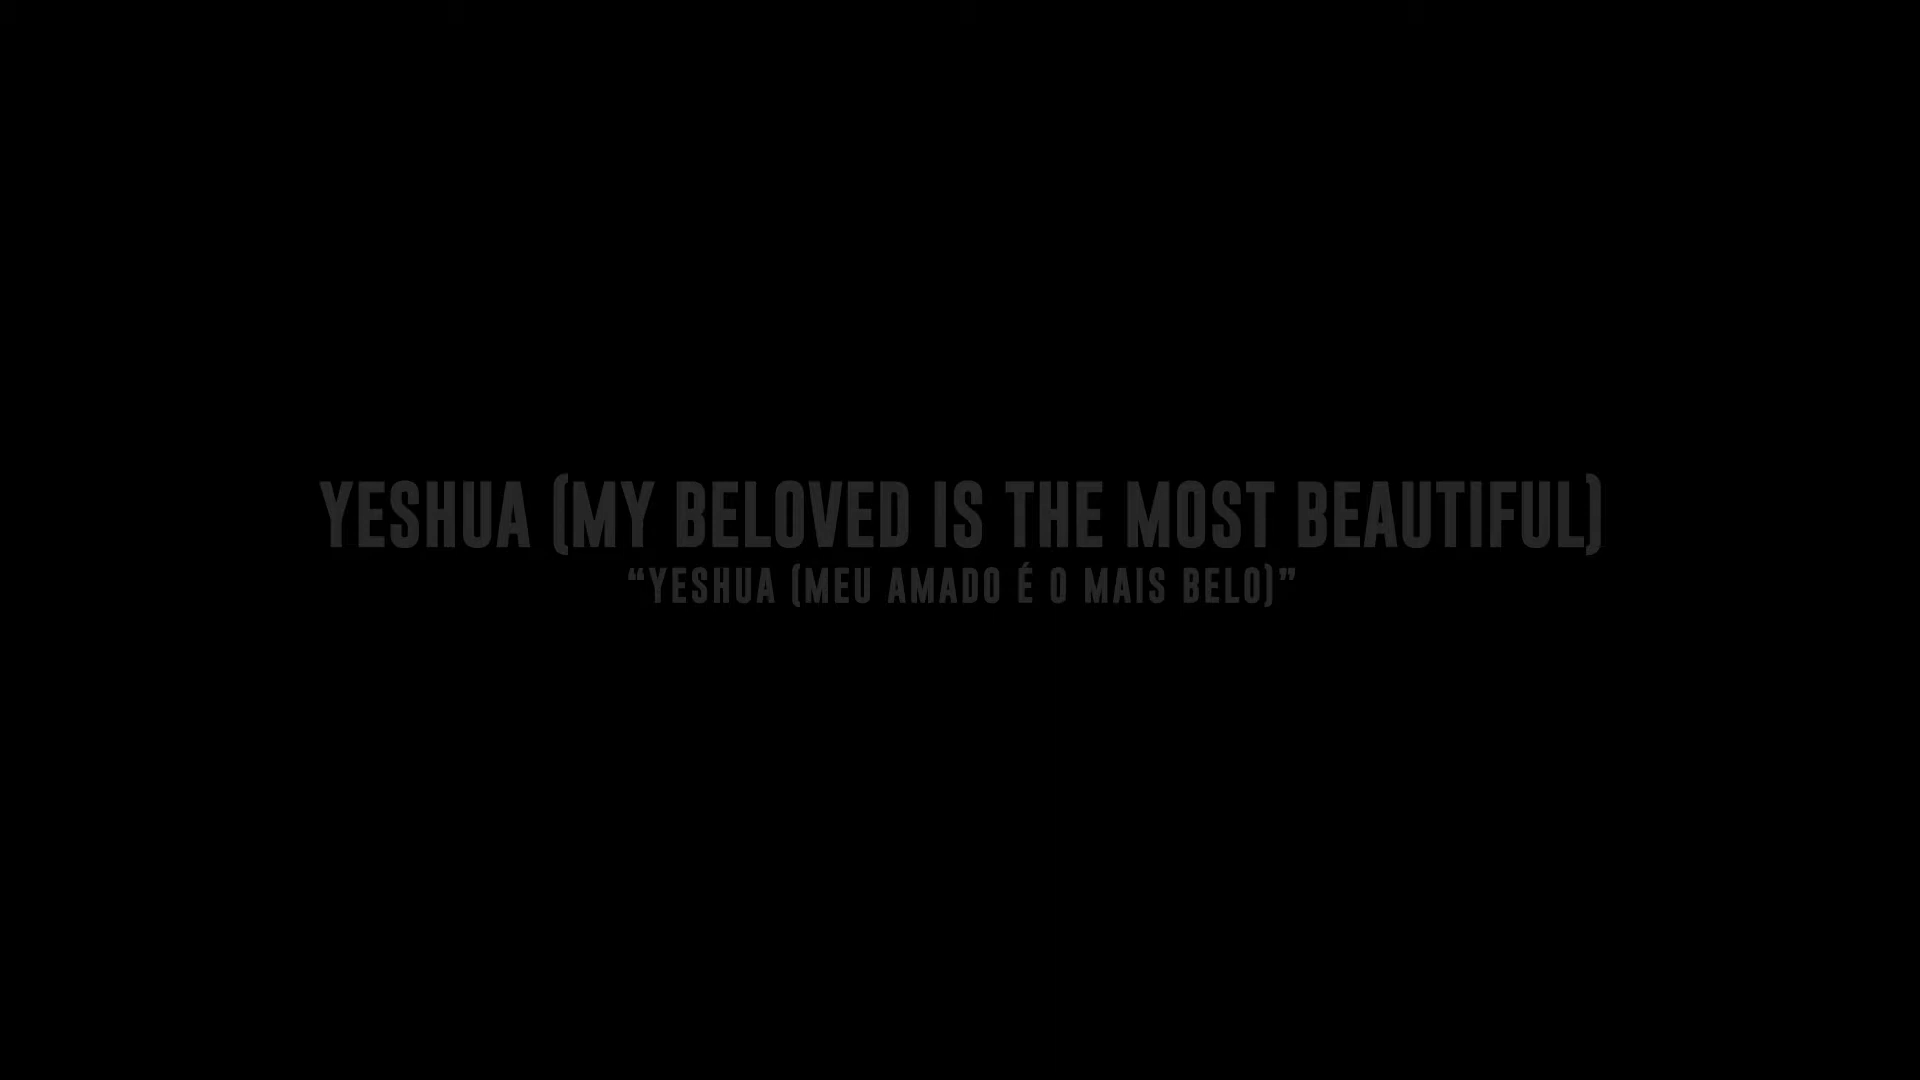 YESHUA (MY BELOVED IS THE MOST BEAUTIFUL)
“YESHUA (MEU AMADO É O MAIS BELO)”